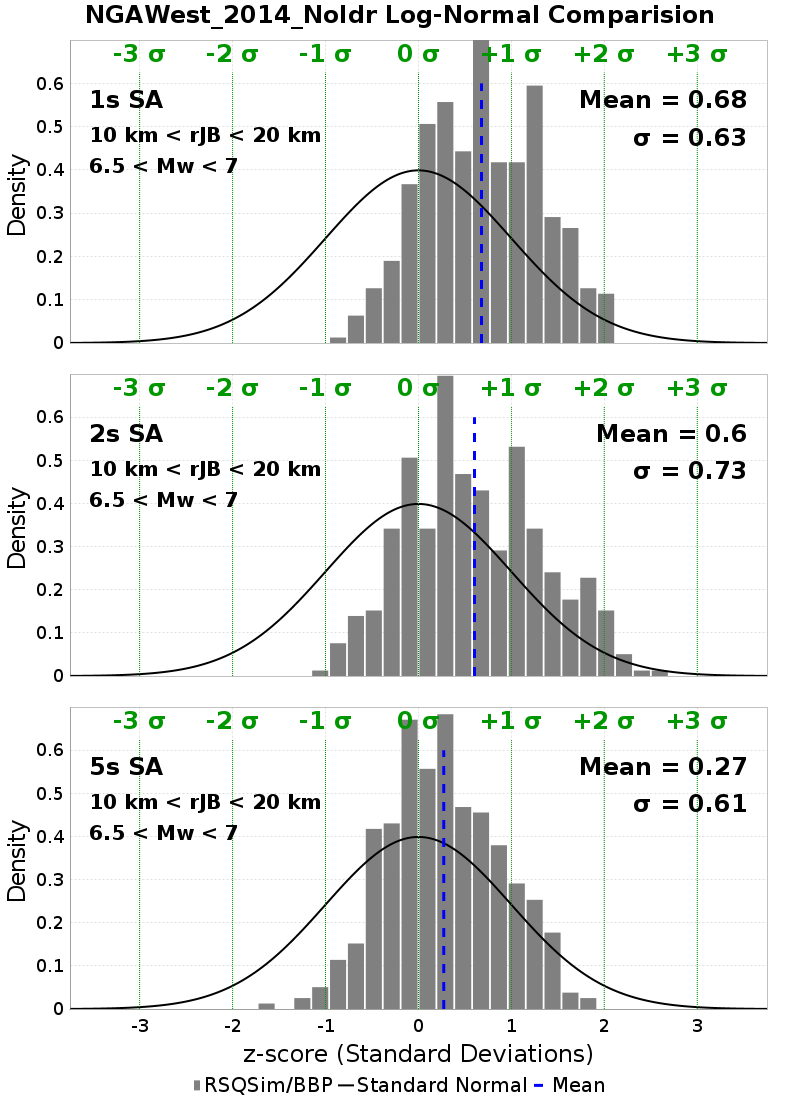 NGAWest_2014_NoIdr Log-Normal Comparision
-3 σ -2 σ -1 σ 0 σ +1 σ +2 σ +3 σ
1s SA
Mean = 0.68
10 km < rJB < 20 km
σ = 0.63
6.5 < Mw < 7
Density
0.6
0.5
0.4
0.3
0.2
0.1
0
-3 σ -2 σ -1 σ 0 σ +1 σ +2 σ +3 σ
2s SA
Mean = 0.6
10 km < rJB < 20 km
σ = 0.73
6.5 < Mw < 7
Density
0.6
0.5
0.4
0.3
0.2
0.1
0
-3 σ -2 σ -1 σ 0 σ +1 σ +2 σ +3 σ
5s SA
Mean = 0.27
10 km < rJB < 20 km
σ = 0.61
6.5 < Mw < 7
Density
0.6
0.5
0.4
0.3
0.2
0.1
0
-3 -2 -1 0 1 2 3
z-score (Standard Deviations)
RSQSim/BBP Standard Normal Mean